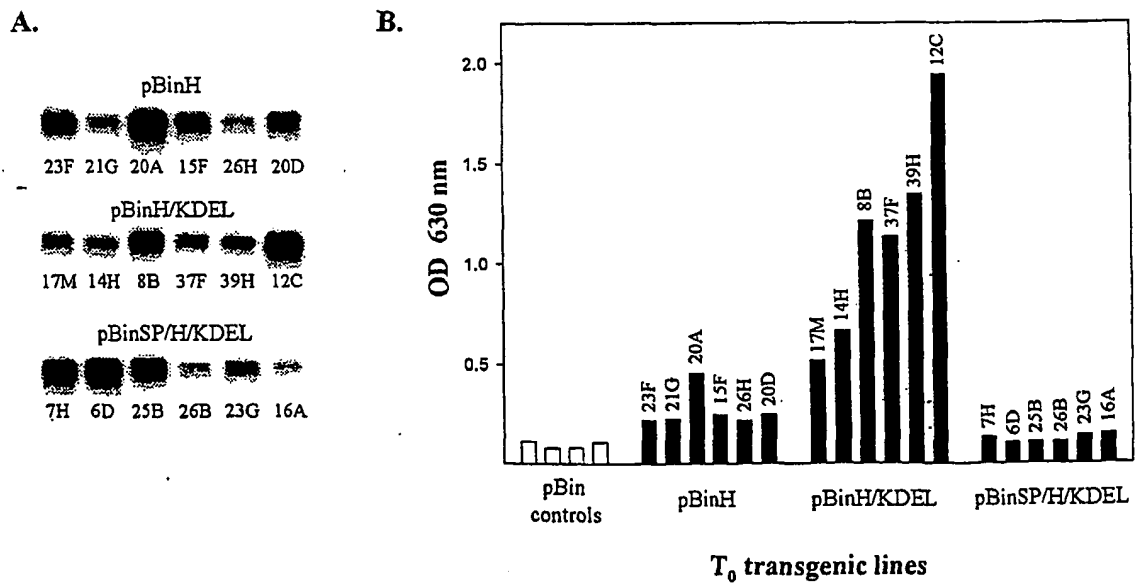 A.
pBinH
23F 21G 20A 15F 26H 20D
pBinH/KDEL
17M 14H 8B 37F 39H 12C
pBinSP/H/KDEL
7H 6D 25B 26B 23G 16A
B.
OD 630 nm
2.0
1.5
1.0
0.5
23F 21G 20A 15F 26H 20D
17M 14H 8B 37F 39H 12C
7H 6D 25B 26B 23G 16A
pBin controls
pBinH
pBinH/KDEL
pBinSP/H/KDEL
T₀ transgenic lines